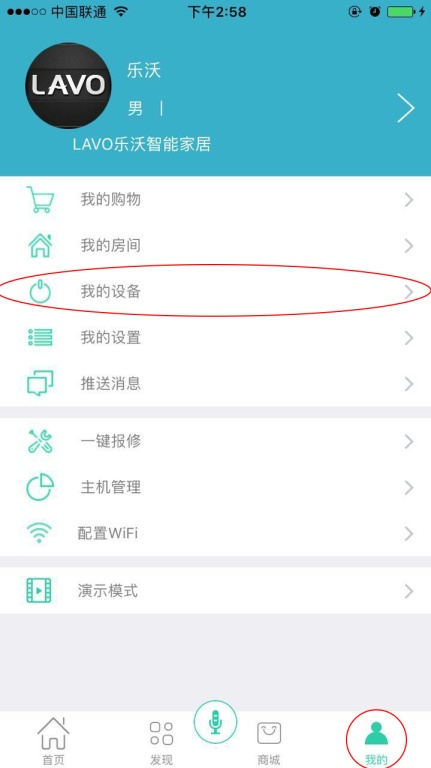 中国联通 下午2:58
LAVO
乐沃
男 |
LAVO乐沃智能家居
我的购物
我的房间
我的设备
我的设置
推送消息
一键报修
主机管理
配置WiFi
演示模式
首页 发现 商城 我的